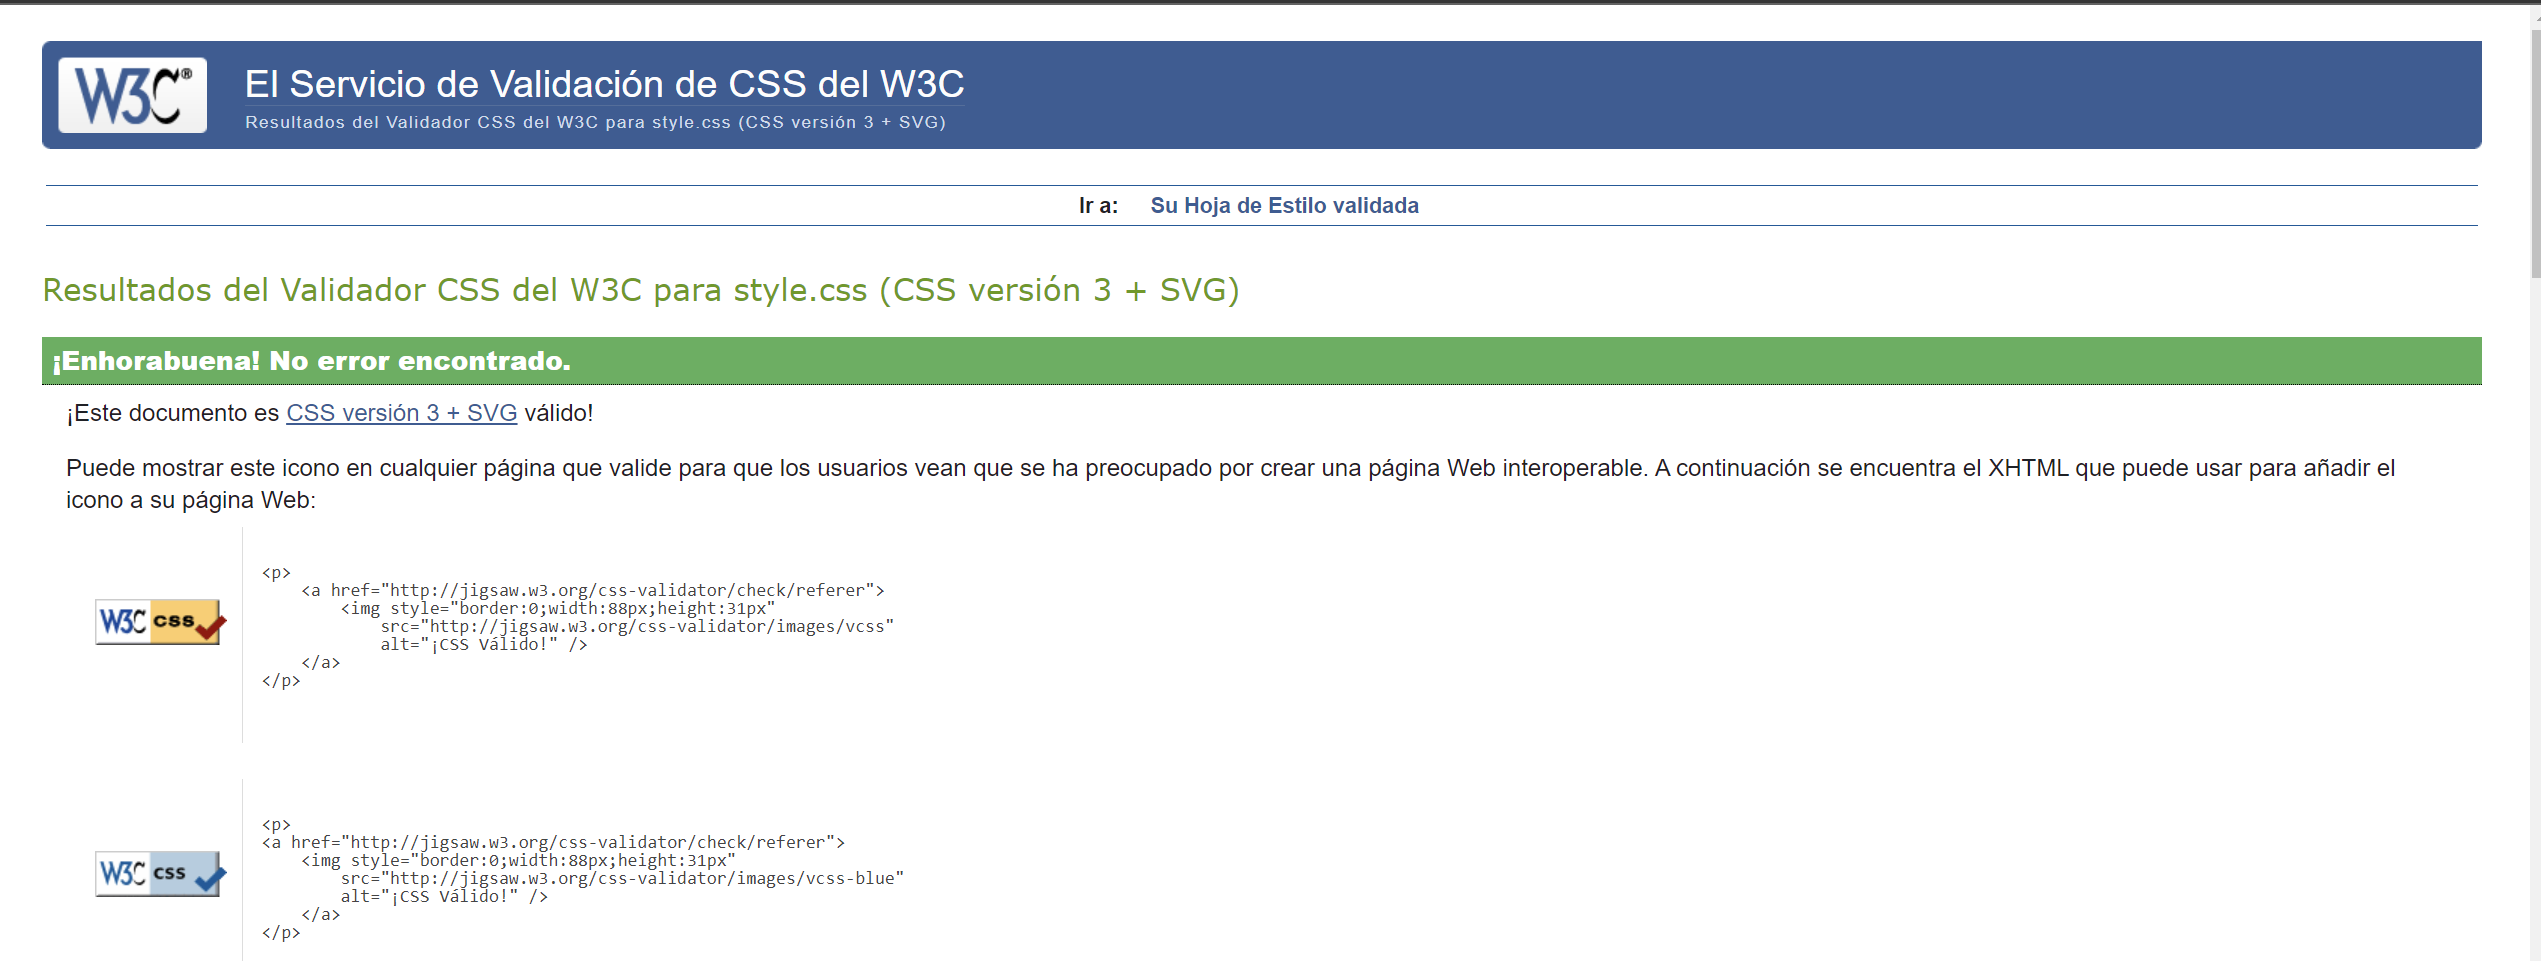 W3C®
El Servicio de Validación de CSS del W3C
Resultados del Validador CSS del W3C para style.css (CSS versión 3 + SVG)
Ir a: Su Hoja de Estilo validada
Resultados del Validador CSS del W3C para style.css (CSS versión 3 + SVG)
¡Enhorabuena! No error encontrado.
¡Este documento es CSS versión 3 + SVG válido!
Puede mostrar este icono en cualquier página que valide para que los usuarios vean que se ha preocupado por crear una página Web interoperable. A continuación se encuentra el XHTML que puede usar para añadir el
icono a su página Web:
W3C css
<p>
<a href="http://jigsaw.w3.org/css-validator/check/referer">
<img style="border:0;width:88px;height:31px"
src="http://jigsaw.w3.org/css-validator/images/vcss"
alt="¡CSS Válido!" />
</a>
</p>
W3C css
<p>
<a href="http://jigsaw.w3.org/css-validator/check/referer">
<img style="border:0;width:88px;height:31px"
src="http://jigsaw.w3.org/css-validator/images/vcss-blue"
alt="¡CSS Válido!" />
</a>
</p>